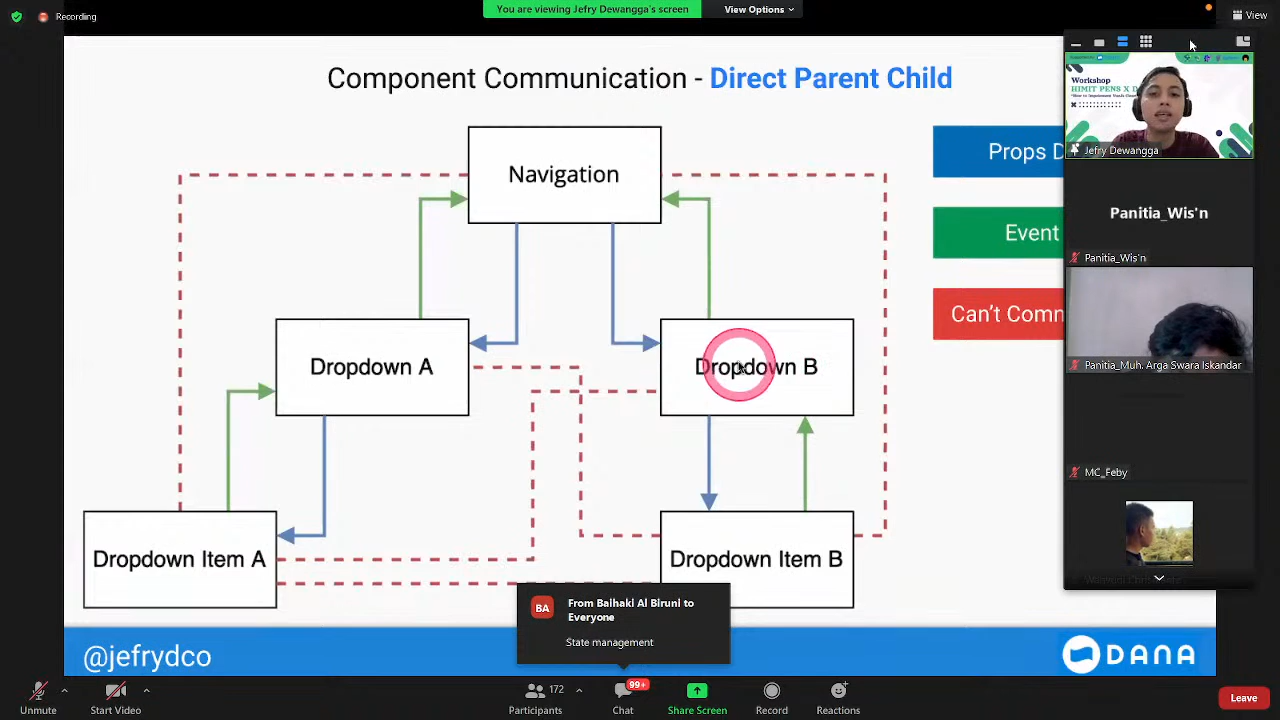 Recording
You are viewing Jefry Dewangga's screen
View Options
View
Component Communication - Direct Parent Child
Navigation
Dropdown A
Dropdown B
Dropdown Item A
Dropdown Item B
Props D
Event
Can't Comm
Workshop
HIMIT PENS X D
Jefry Dewangga
Panitia_Wis'n
Panitia_Wis'n
Panitia_Muh. Arga Swara Iskandar
MC_Feby
BA
From Baihaki Al Biruni to
Everyone
State management
@jefrydco
DANA
Unmute
Start Video
172
Participants
99+
Chat
Share Screen
Record
Reactions
Leave